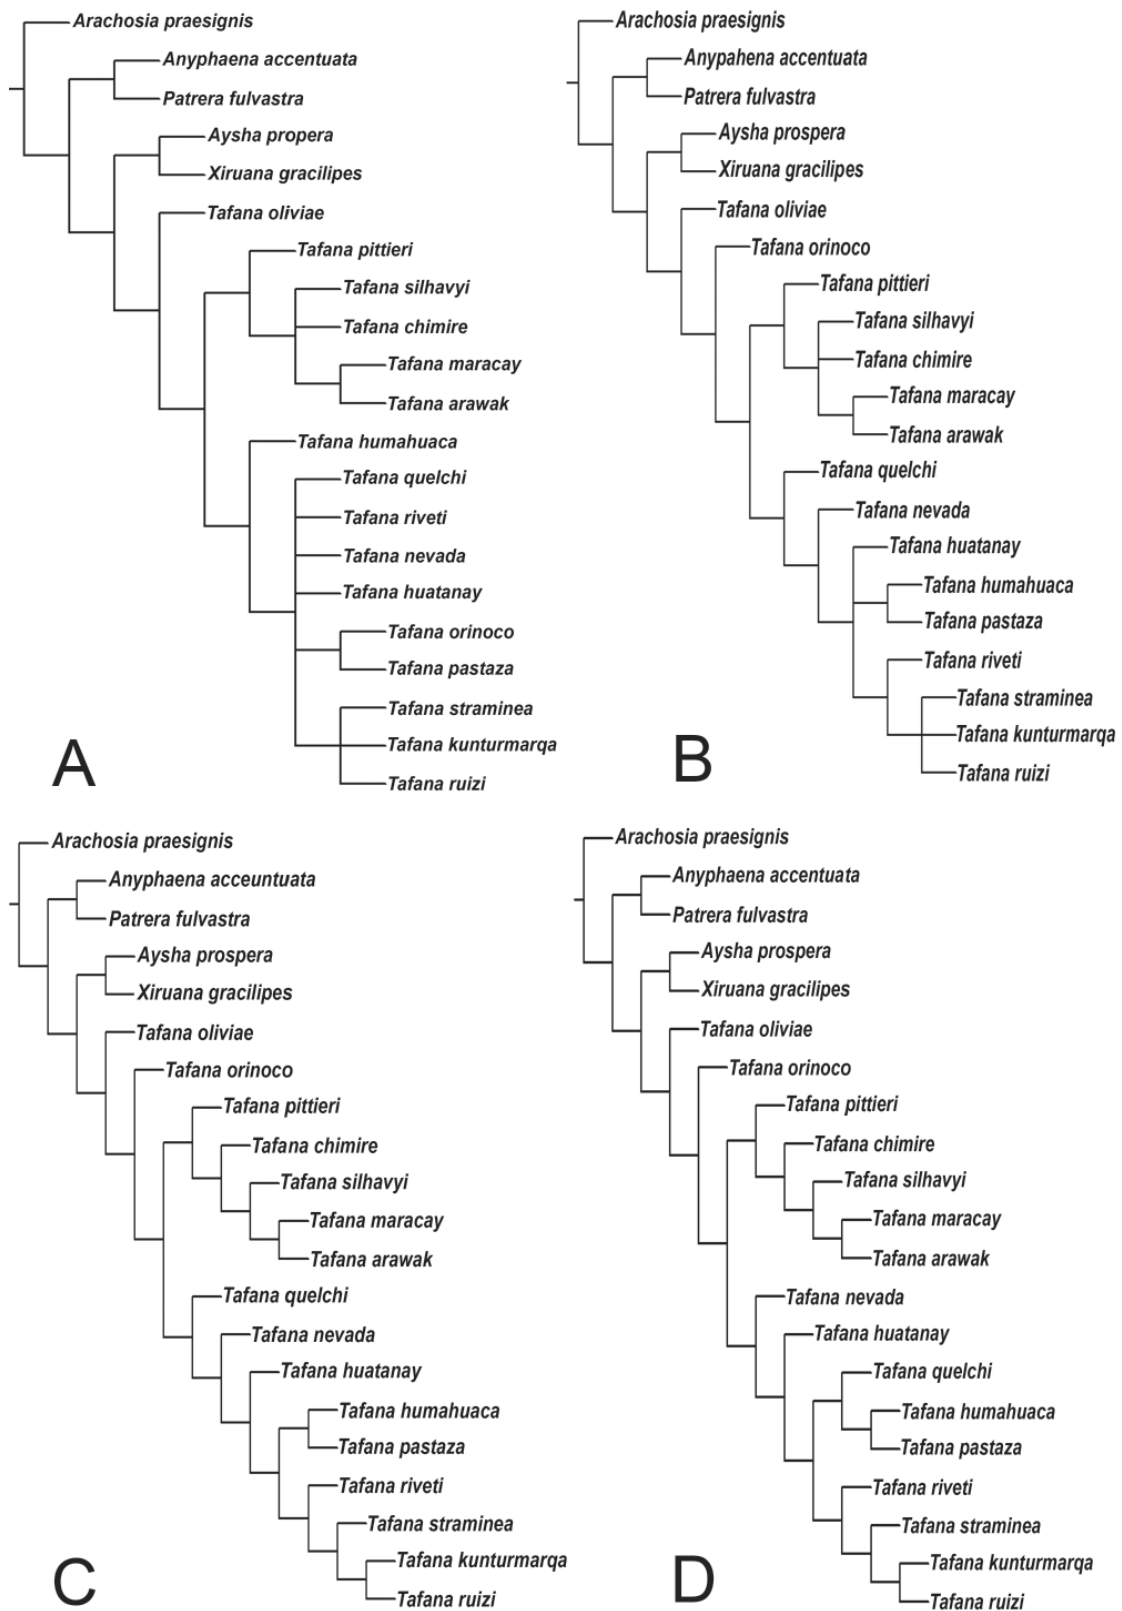 Arachosia praesignis
Anyphaena accentuata
Patrera fulvastra
Aysha propera
Xiruana gracilipes
Tafana oliviae
Tafana pittieri
Tafana silhavyi
Tafana chimire
Tafana maracay
Tafana arawak
Tafana humahuaca
Tafana quelchi
Tafana riveti
Tafana nevada
Tafana huatanay
Tafana orinoco
Tafana pastaza
Tafana straminea
Tafana kunturmarqa
Tafana ruizi
A
Arachosia praesignis
Anypahena accentuata
Patrera fulvastra
Aysha prospera
Xiruana gracilipes
Tafana oliviae
Tafana orinoco
Tafana pittieri
Tafana silhavyi
Tafana chimire
Tafana maracay
Tafana arawak
Tafana quelchi
Tafana nevada
Tafana huatanay
Tafana humahuaca
Tafana pastaza
Tafana riveti
Tafana straminea
Tafana kunturmarqa
Tafana ruizi
B
Arachosia praesignis
Anyphaena acceuntuata
Patrera fulvastra
Aysha prospera
Xiruana gracilipes
Tafana oliviae
Tafana orinoco
Tafana pittieri
Tafana chimire
Tafana silhavyi
Tafana maracay
Tafana arawak
Tafana quelchi
Tafana nevada
Tafana huatanay
Tafana humahuaca
Tafana pastaza
Tafana riveti
Tafana straminea
Tafana kunturmarqa
Tafana ruizi
C
Arachosia praesignis
Anyphaena accentuata
Patrera fulvastra
Aysha prospera
Xiruana gracilipes
Tafana oliviae
Tafana orinoco
Tafana pittieri
Tafana chimire
Tafana silhavyi
Tafana maracay
Tafana arawak
Tafana nevada
Tafana huatanay
Tafana quelchi
Tafana humahuaca
Tafana pastaza
Tafana riveti
Tafana straminea
Tafana kunturmarqa
Tafana ruizi
D